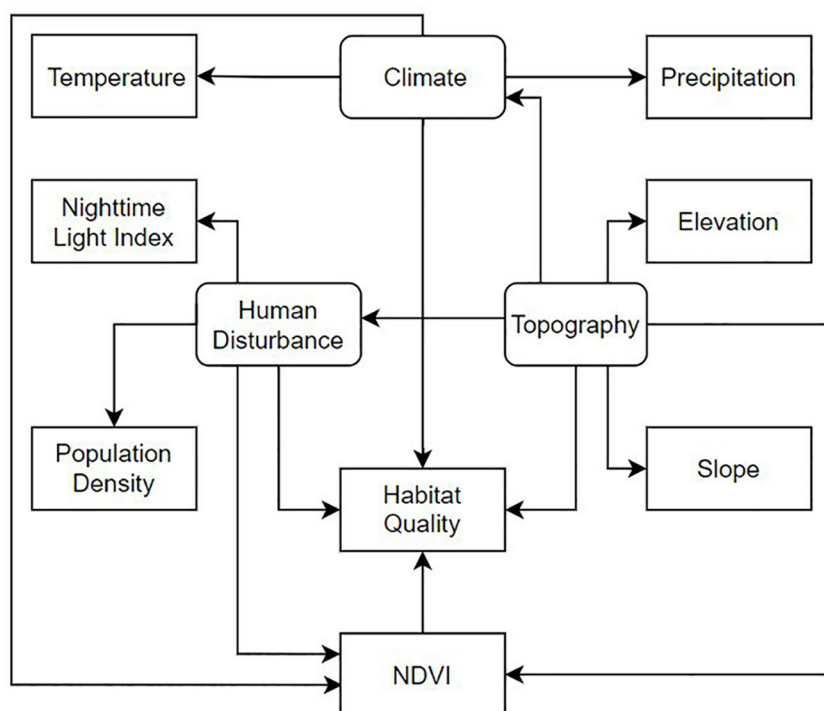 Temperature
Climate
Precipitation
Nighttime
Light Index
Elevation
Human
Disturbance
Topography
Population
Density
Habitat
Quality
Slope
NDVI